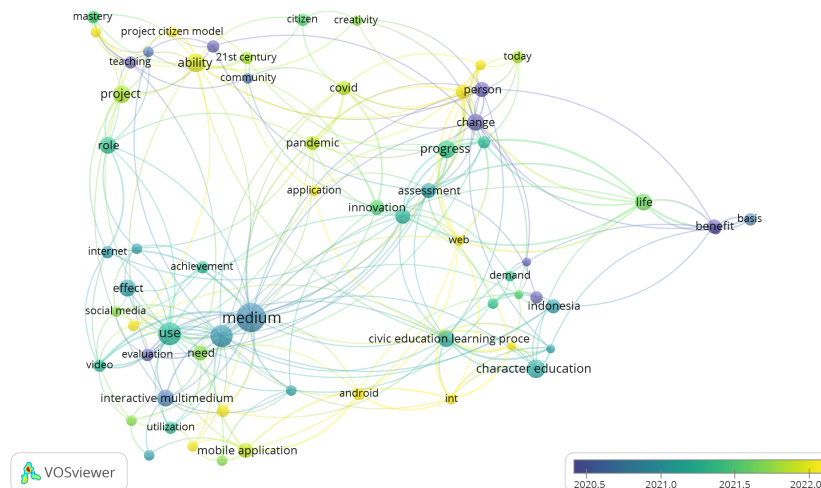 mastery
citizen
creativity
project citizen model
teaching
ability
21st century
community
today
project
covid
person
change
role
pandemic
progress
application
assessment
innovation
life
benefit
basis
web
internet
achievement
demand
effect
indonesia
social media
medium
use
civic education learning proce
evaluation
need
video
character education
interactive multimedium
android
int
utilization
mobile application
VOSviewer
2020.5
2021.0
2021.5
2022.0